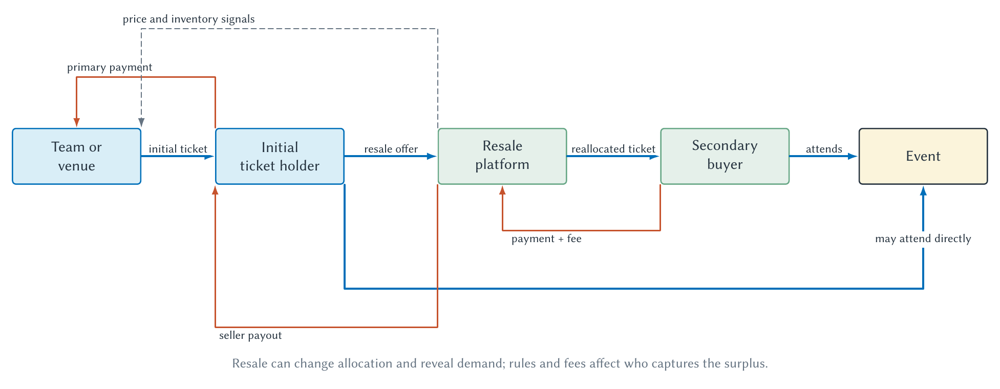 price and inventory signals
primary payment
Team or
venue
initial ticket
Initial
ticket holder
resale offer
Resale
platform
reallocated ticket
Secondary
buyer
attends
Event
payment + fee
may attend directly
seller payout
Resale can change allocation and reveal demand; rules and fees affect who captures the surplus.